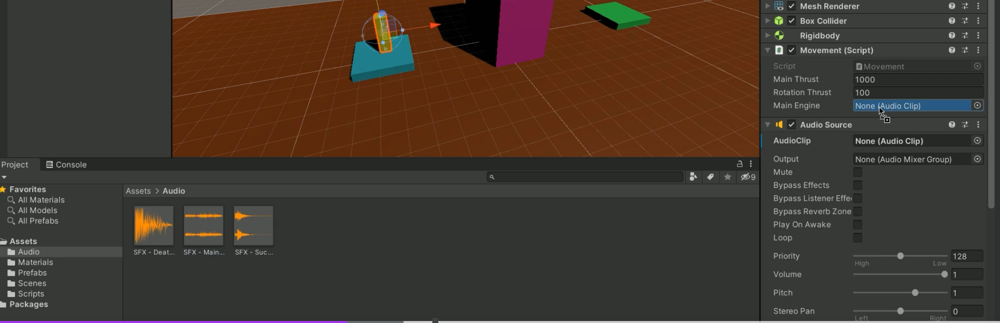 Mesh Renderer
Box Collider
Rigidbody
Movement (Script)
Script Movement
Main Thrust 1000
Rotation Thrust 100
Main Engine None (Audio Clip)
Audio Source
AudioClip None (Audio Clip)
Output None (Audio Mixer Group)
Mute
Bypass Effects
Bypass Listener Effe
Bypass Reverb Zone
Play On Awake
Loop
Priority 128
High Low
Volume 1
Pitch 1
Stereo Pan 0
Left Right
Project Console
9
Favorites
All Materials
All Models
All Prefabs
Assets
Audio
Materials
Prefabs
Scenes
Scripts
Packages
Assets > Audio
SFX - Deat... SFX - Main... SFX - Suc...